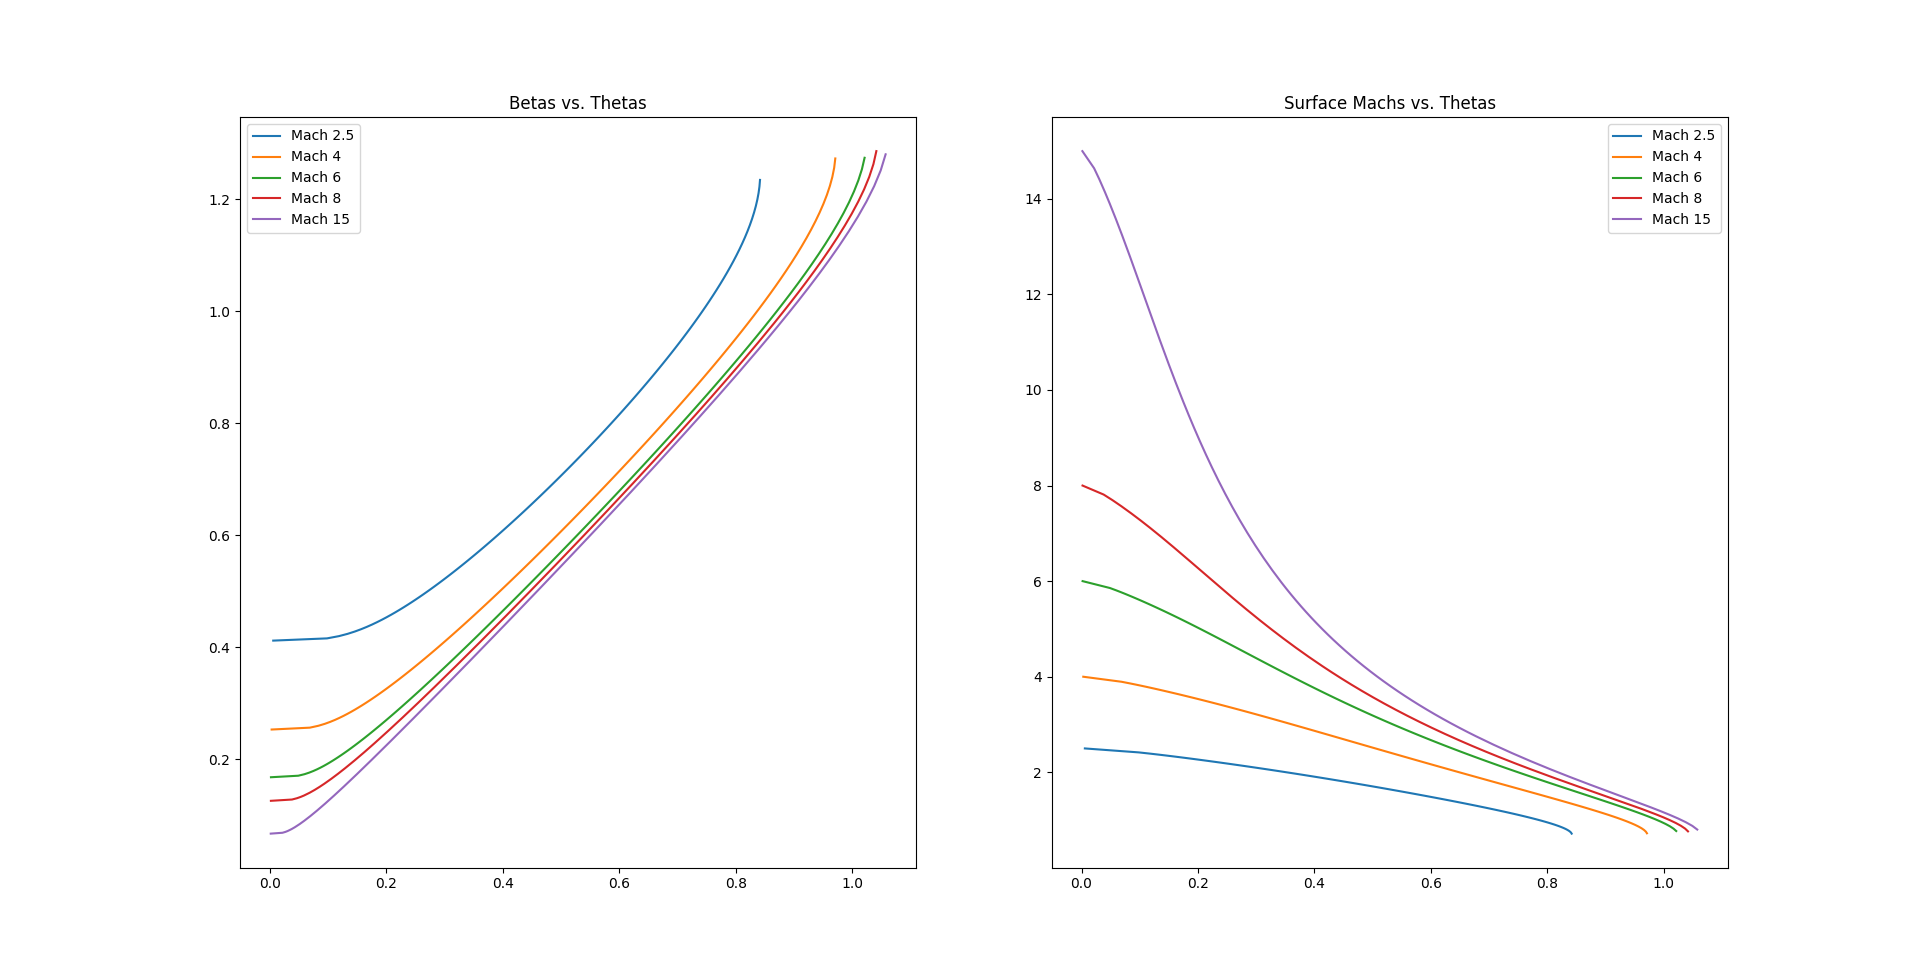 Betas vs. Thetas
Mach 2.5
Mach 4
Mach 6
Mach 8
Mach 15
1.2
1.0
0.8
0.6
0.4
0.2
0.0 0.2 0.4 0.6 0.8 1.0
Surface Machs vs. Thetas
Mach 2.5
Mach 4
Mach 6
Mach 8
Mach 15
14
12
10
8
6
4
2
0.0 0.2 0.4 0.6 0.8 1.0